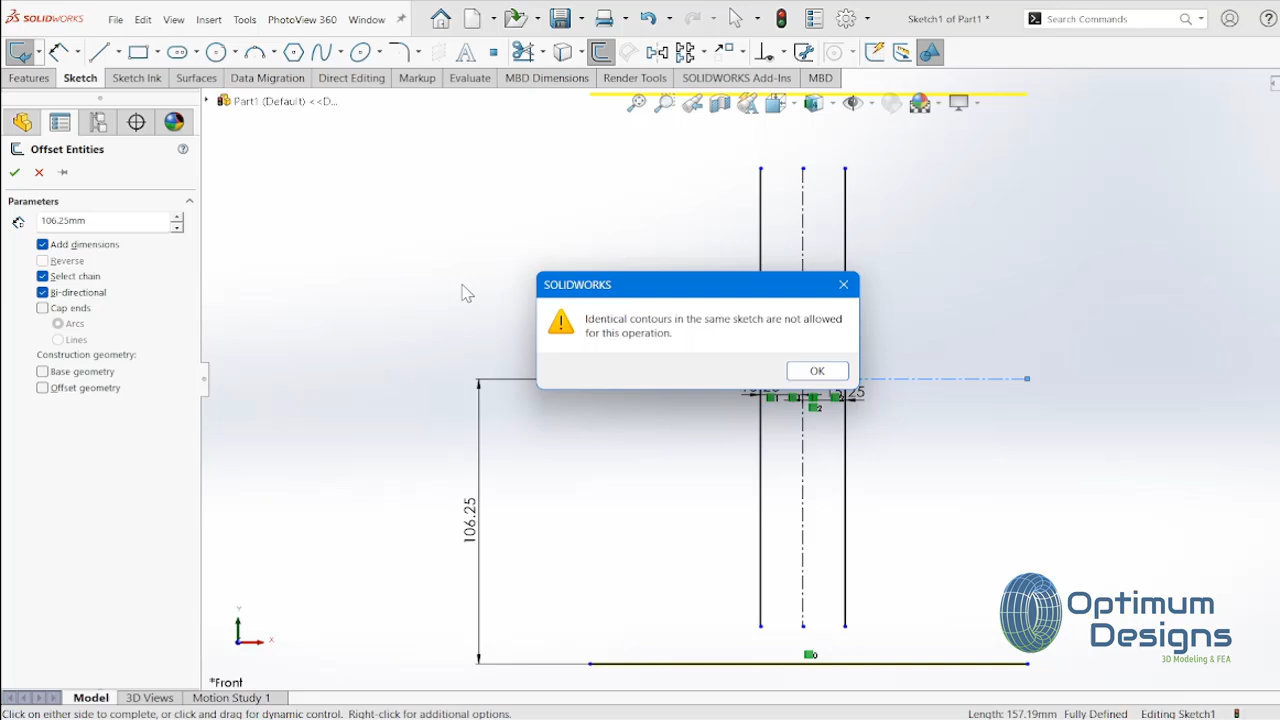 SOLIDWORKS File Edit View Insert Tools PhotoView 360 Window Sketch1 of Part1 * Search Commands
Features Sketch Sketch Ink Surfaces Data Migration Direct Editing Markup Evaluate MBD Dimensions Render Tools SOLIDWORKS Add-Ins MBD
Part1 (Default) <<D...
Offset Entities
Parameters
106.25mm
Add dimensions
Reverse
Select chain
Bi-directional
Cap ends
Arcs
Lines
Construction geometry:
Base geometry
Offset geometry
SOLIDWORKS
Identical contours in the same sketch are not allowed
for this operation.
OK
106.25
Y
X
*Front
Optimum
Designs
3D Modeling & FEA
Model 3D Views Motion Study 1
Click on either side to complete, or click and drag for dynamic control. Right-click for additional options. Length: 157.19mm Fully Defined Editing Sketch1